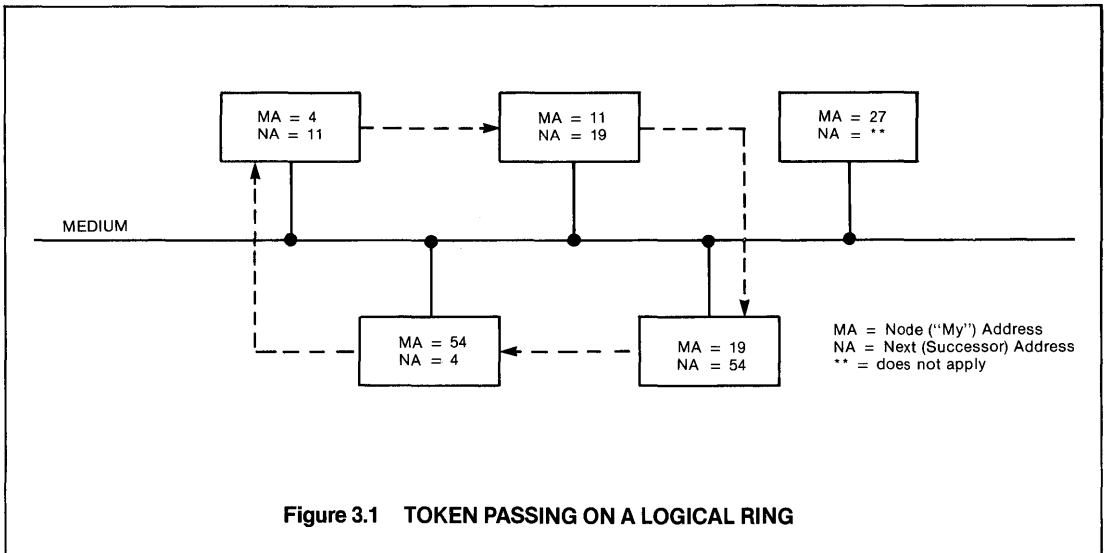 MA = 4
NA = 11
MA = 11
NA = 19
MA = 27
NA = **
MEDIUM
MA = 54
NA = 4
MA = 19
NA = 54
MA = Node ("My") Address
NA = Next (Successor) Address
** = does not apply
Figure 3.1 TOKEN PASSING ON A LOGICAL RING